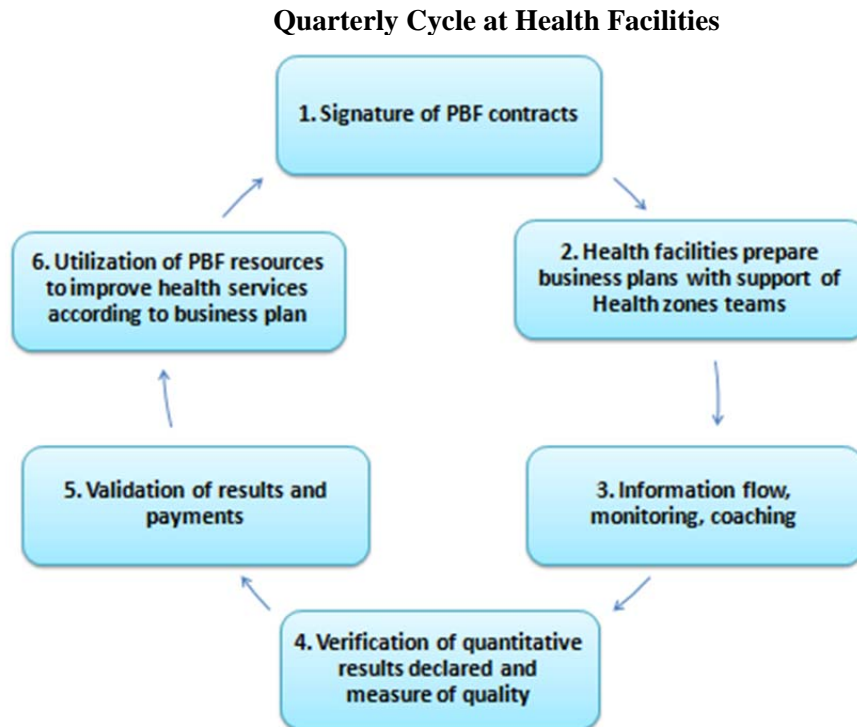 Quarterly Cycle at Health Facilities
1. Signature of PBF contracts
2. Health facilities prepare
business plans with support of
Health zones teams
3. Information flow,
monitoring, coaching
4. Verification of quantitative
results declared and
measure of quality
5. Validation of results and
payments
6. Utilization of PBF resources
to improve health services
according to business plan